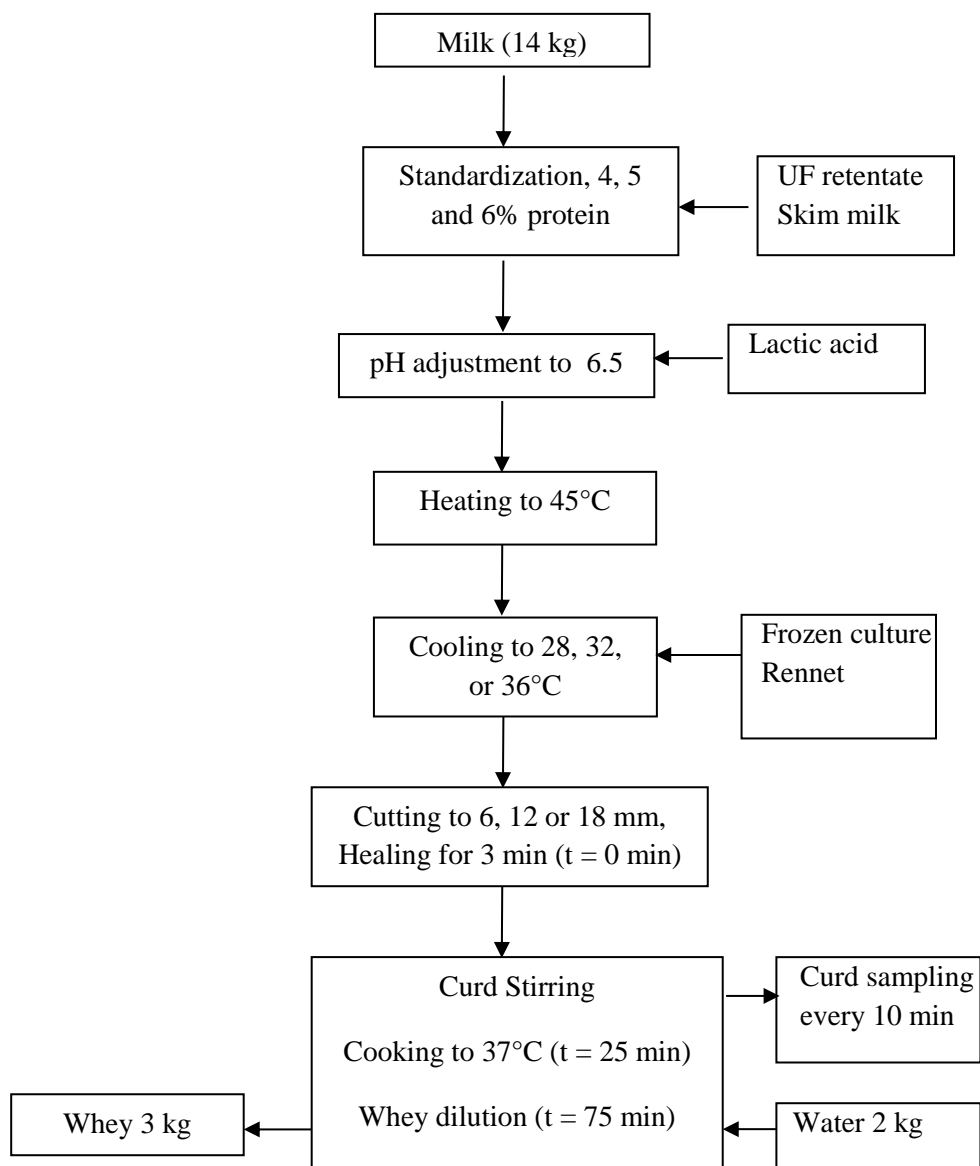 Milk (14 kg)
Standardization, 4, 5
and 6% protein
UF retentate
Skim milk
pH adjustment to 6.5
Lactic acid
Heating to 45°C
Cooling to 28, 32,
or 36°C
Frozen culture
Rennet
Cutting to 6, 12 or 18 mm,
Healing for 3 min (t = 0 min)
Curd Stirring
Cooking to 37°C (t = 25 min)
Whey dilution (t = 75 min)
Curd sampling
every 10 min
Whey 3 kg
Water 2 kg